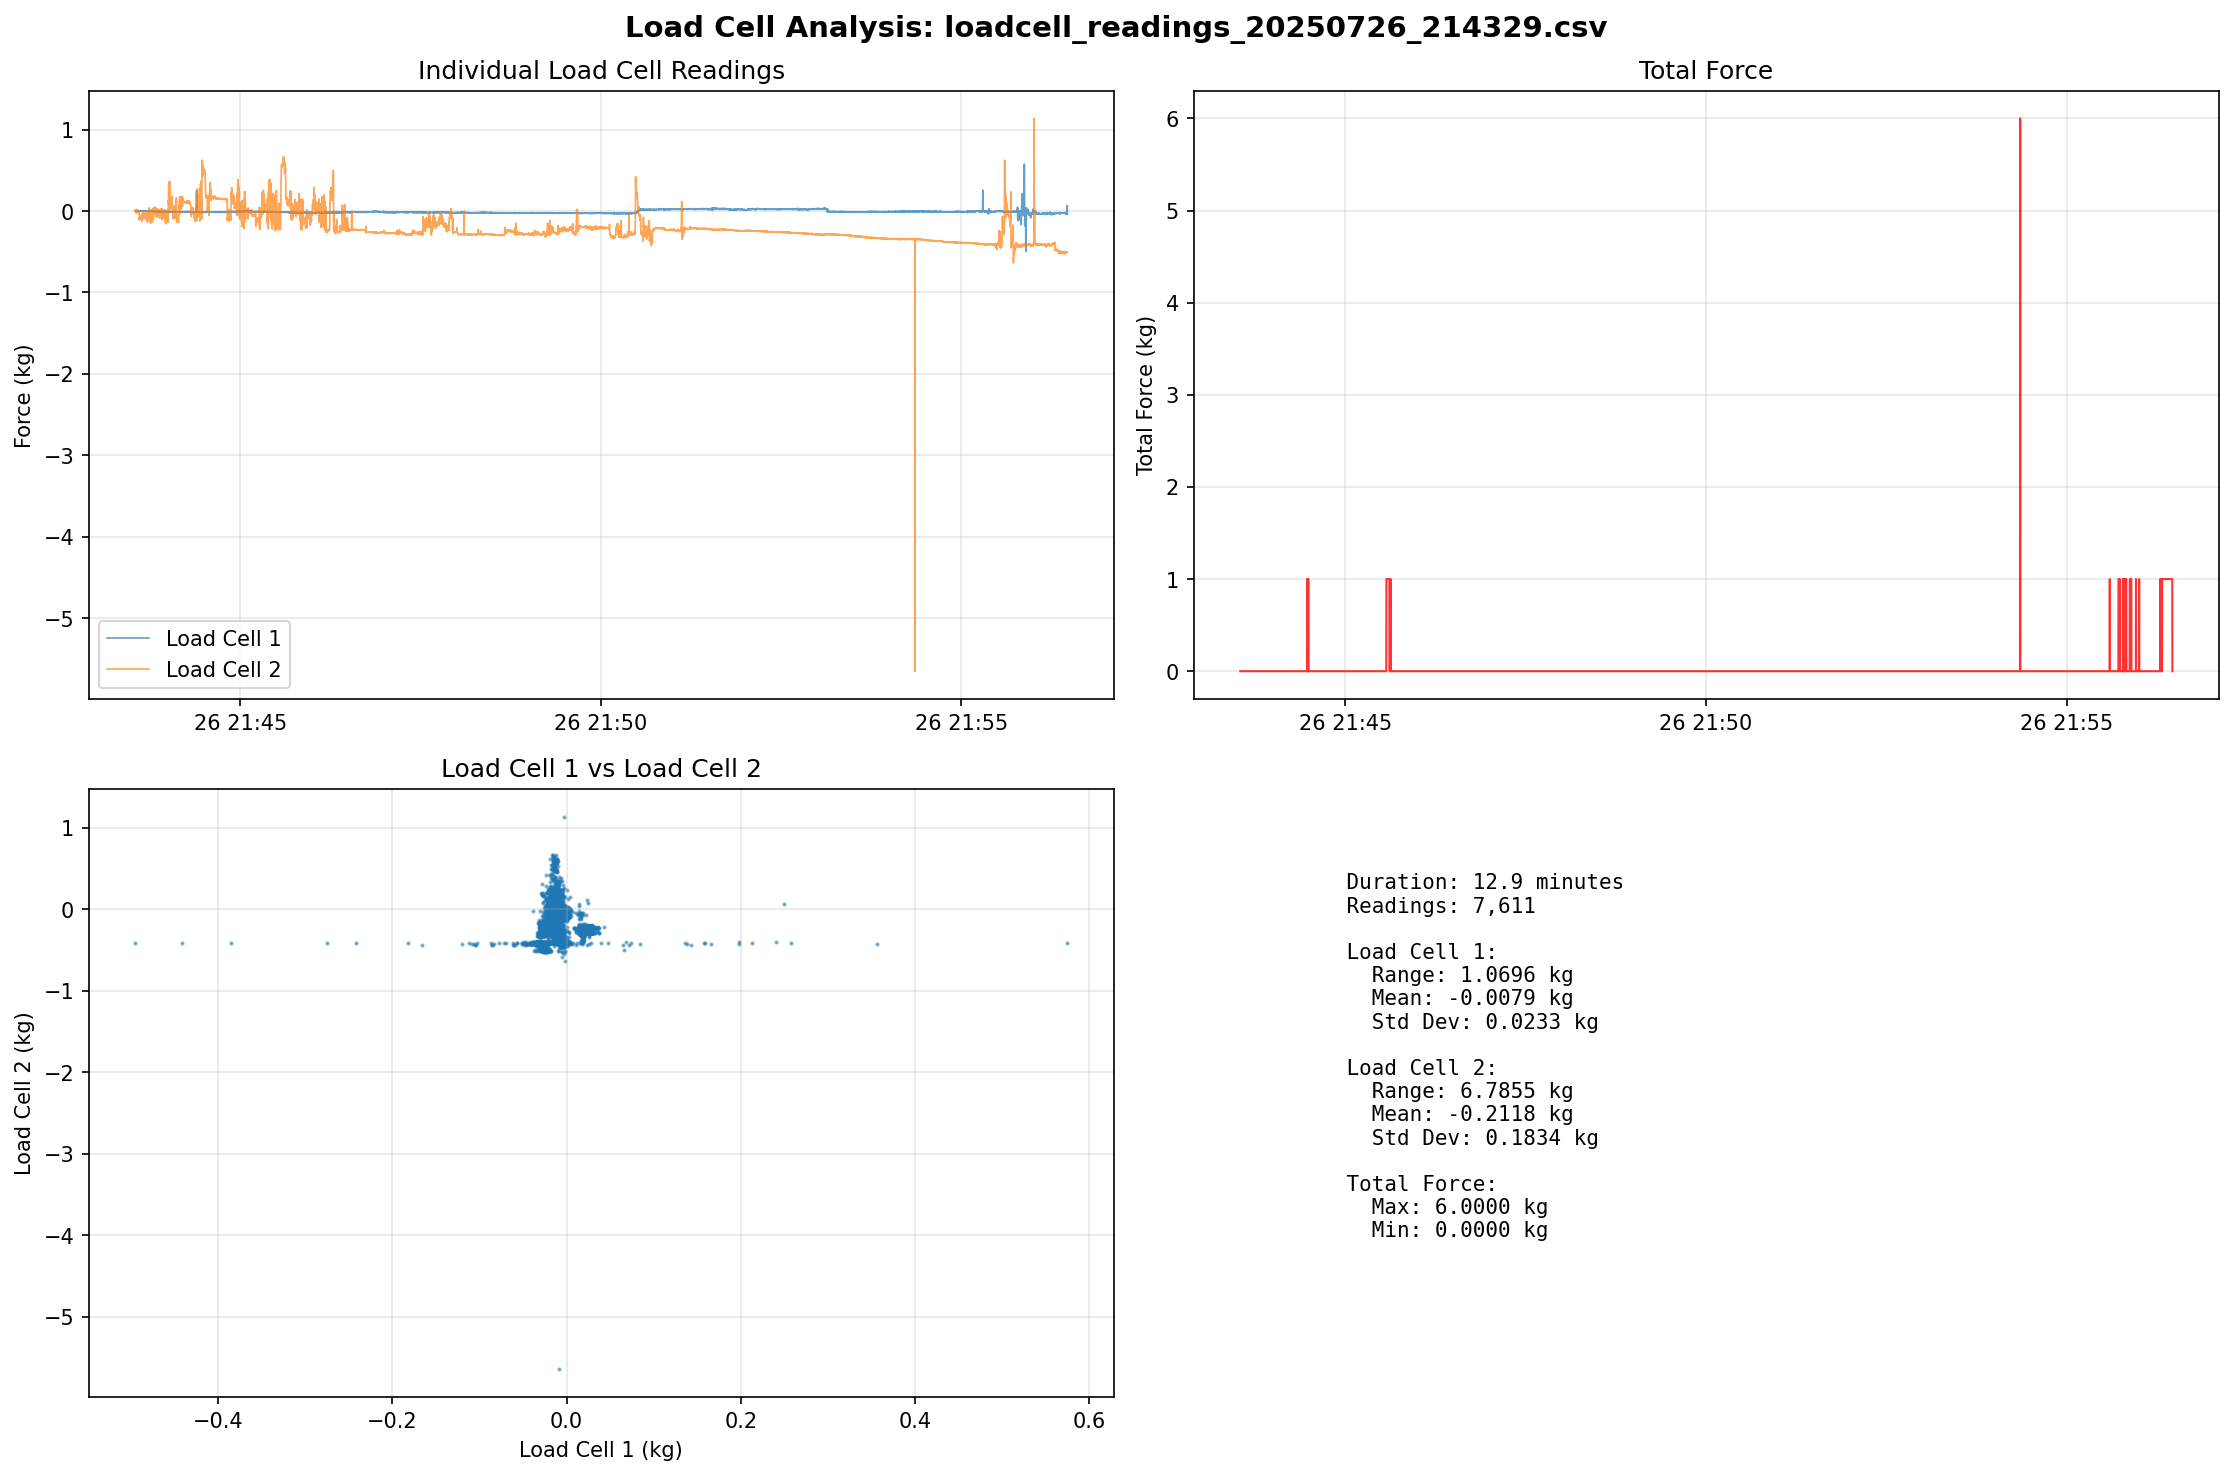 Load Cell Analysis: loadcell_readings_20250726_214329.csv
Individual Load Cell Readings
Force (kg)
1
0
−1
−2
−3
−4
−5
Load Cell 1
Load Cell 2
26 21:45
26 21:50
26 21:55
Total Force
Total Force (kg)
6
5
4
3
2
1
0
26 21:45
26 21:50
26 21:55
Load Cell 1 vs Load Cell 2
Load Cell 2 (kg)
1
0
−1
−2
−3
−4
−5
−0.4
−0.2
0.0
0.2
0.4
0.6
Load Cell 1 (kg)
Duration: 12.9 minutes
Readings: 7,611
Load Cell 1:
Range: 1.0696 kg
Mean: -0.0079 kg
Std Dev: 0.0233 kg
Load Cell 2:
Range: 6.7855 kg
Mean: -0.2118 kg
Std Dev: 0.1834 kg
Total Force:
Max: 6.0000 kg
Min: 0.0000 kg